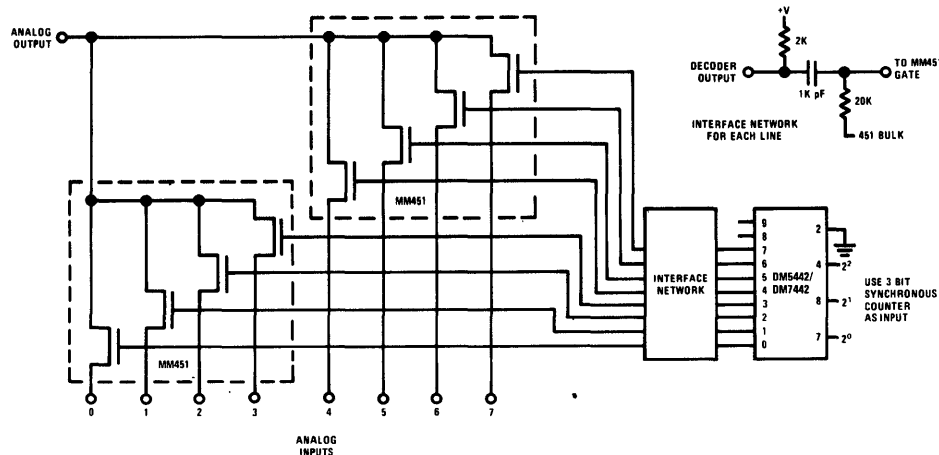 ANALOG
OUTPUT
MM451
MM451
0 1 2 3 4 5 6 7
ANALOG
INPUTS
+V
2K
DECODER
OUTPUT
1K pF
TO MM451
GATE
20K
451 BULK
INTERFACE NETWORK
FOR EACH LINE
INTERFACE
NETWORK
9
8
7
6
5
4
3
2
1
0
DM5442/
DM7442
2
4 2²
8 2¹
7 2⁰
USE 3 BIT
SYNCHRONOUS
COUNTER
AS INPUT